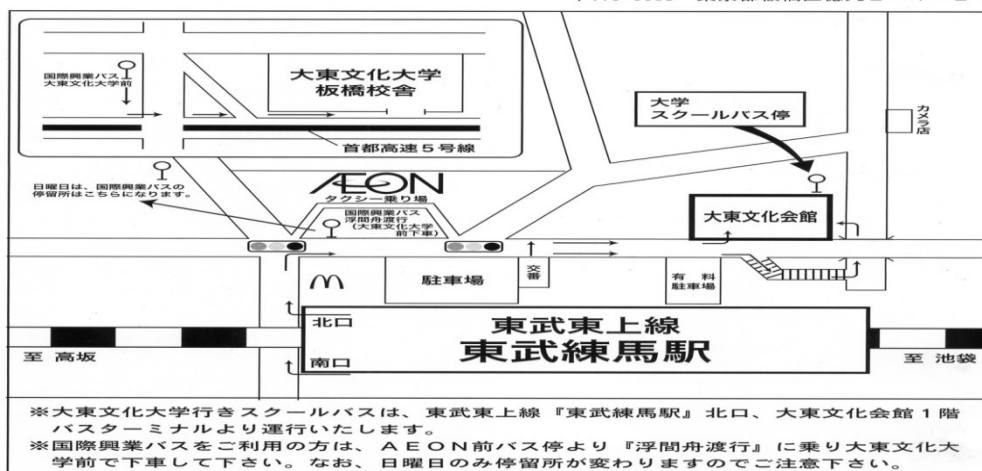 国際興業バス
大東文化大学前
大東文化大学
板橋校舎
首都高速5号線
大学
スクールバス停
カメラ店
日曜日は、国際興業バスの
停留所はこちらになります。
AEON
タクシー乗り場
国際興業バス
浮間舟渡行
(大東文化大学
前下車)
大東文化会館
駐車場
交番
有料
駐車場
北口
南口
東武東上線
東武練馬駅
至 高坂
至 池袋
※大東文化大学行きスクールバスは、東武東上線『東武練馬駅』北口、大東文化会館1階
バスターミナルより運行いたします。
※国際興業バスをご利用の方は、AEON前バス停より『浮間舟渡行』に乗り大東文化大
学前で下車して下さい。なお、日曜日のみ停留所が変わりますのでご注意下さい。